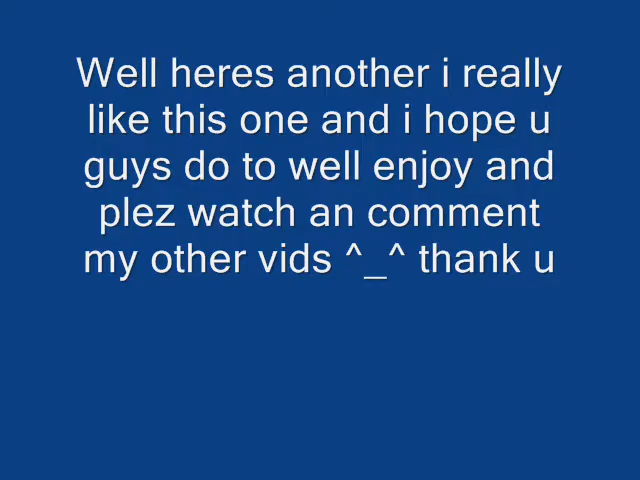 Well heres another i really
like this one and i hope u
guys do to well enjoy and
plez watch an comment
my other vids ^_^ thank u